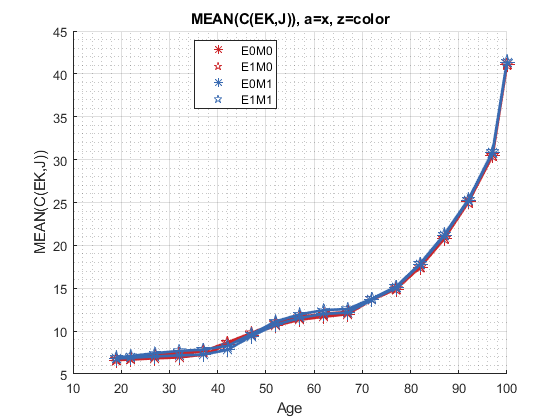 MEAN(C(EK,J)), a=x, z=color
45
40
35
30
25
20
15
10
5
MEAN(C(EK,J))
E0M0
E1M0
E0M1
E1M1
10 20 30 40 50 60 70 80 90 100
Age